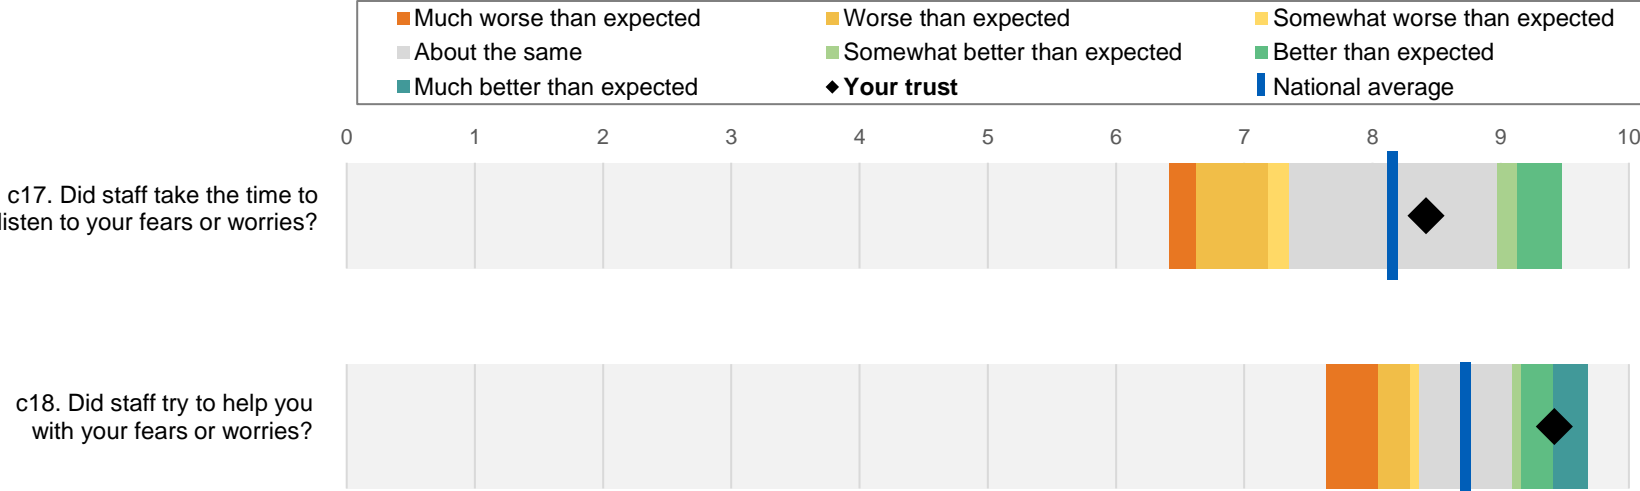 Much worse than expected
Worse than expected
Somewhat worse than expected
About the same
Somewhat better than expected
Better than expected
Much better than expected
Your trust
National average
0 1 2 3 4 5 6 7 8 9 10
c17. Did staff take the time to
listen to your fears or worries?
c18. Did staff try to help you
with your fears or worries?